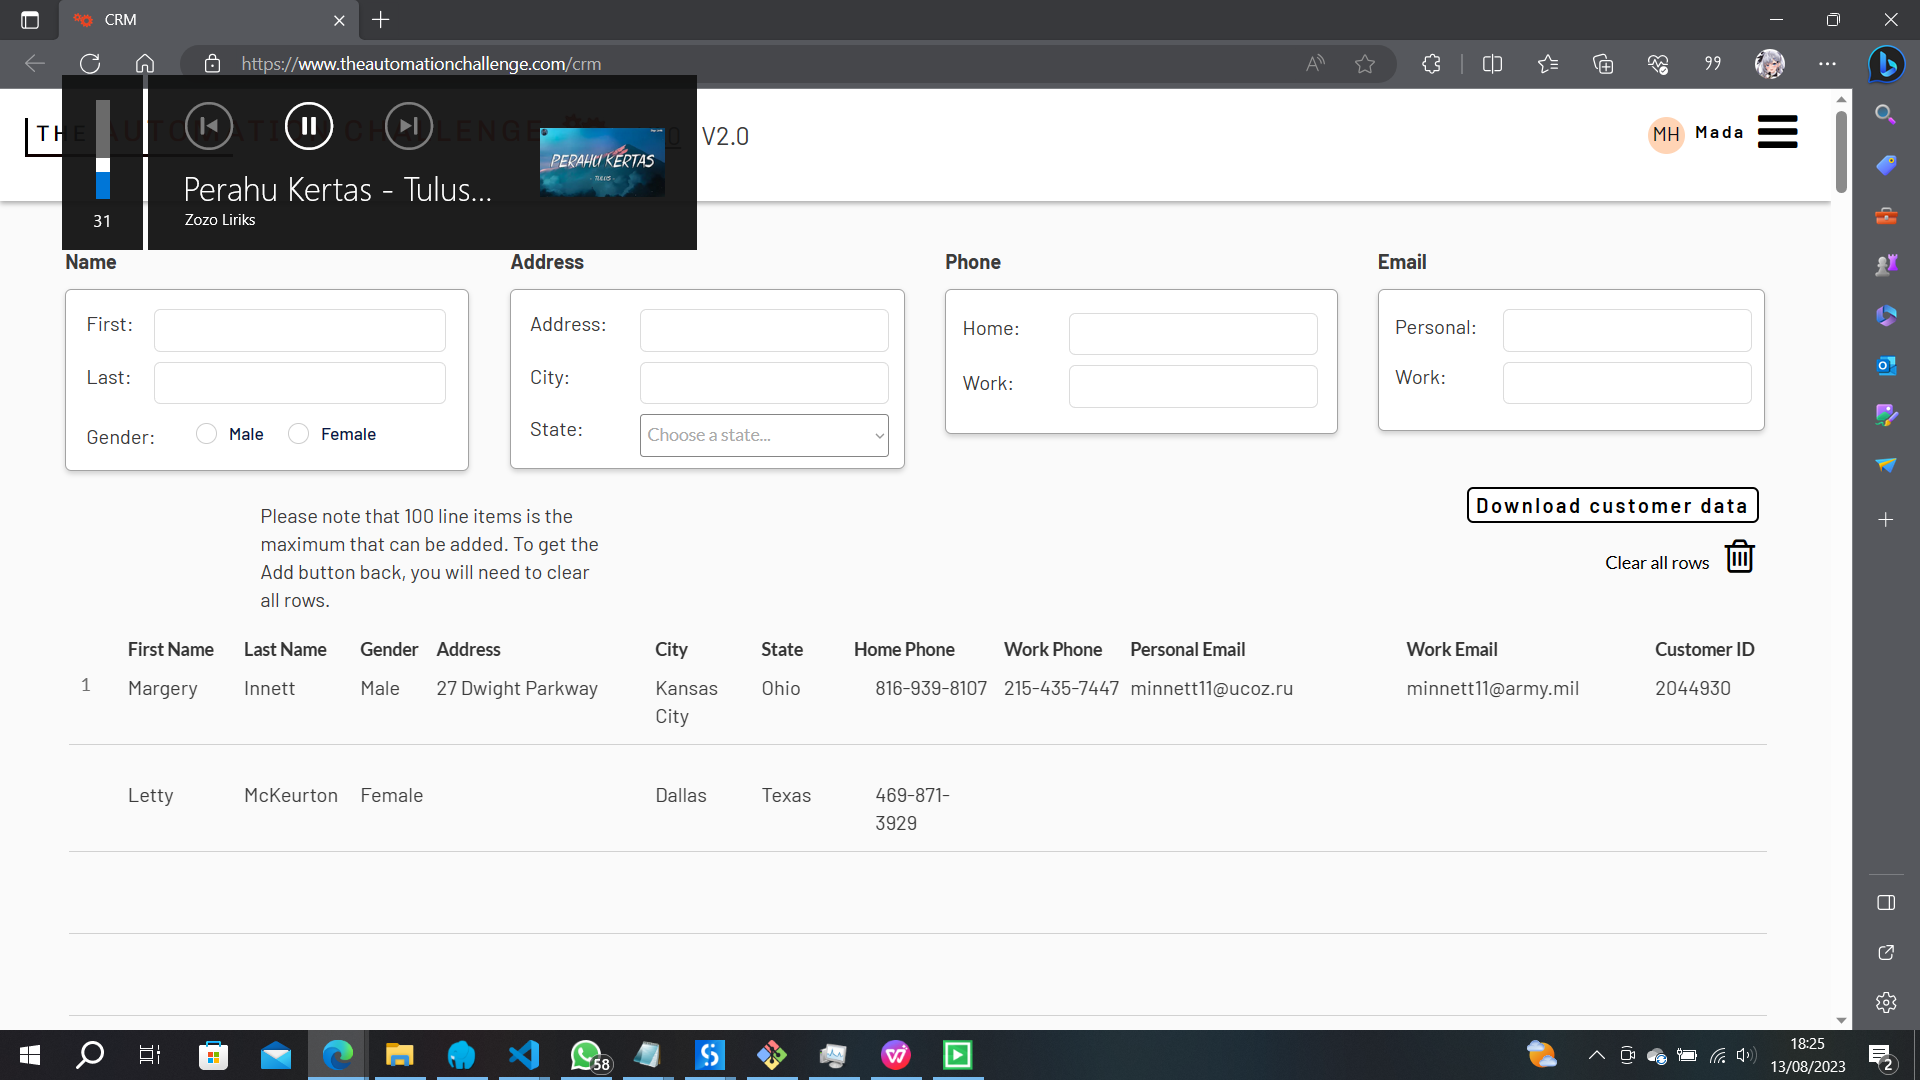 CRM
https://www.theautomationchallenge.com/crm
THE AUTOMATION CHALLENGE
V2.0
MH Mada
Perahu Kertas - Tulus...
Zozo Liriks
31
PERAHU KERTAS
- TULUS -
Name
Address
Phone
Email
First:
Last:
Gender: Male Female
Address:
City:
State: Choose a state...
Home:
Work:
Personal:
Work:
Please note that 100 line items is the
maximum that can be added. To get the
Add button back, you will need to clear
all rows.
Download customer data
Clear all rows
First Name Last Name Gender Address City State Home Phone Work Phone Personal Email Work Email Customer ID
1 Margery Innett Male 27 Dwight Parkway Kansas City Ohio 816-939-8107 215-435-7447 minnett11@ucoz.ru minnett11@army.mil 2044930
Letty McKeurton Female Dallas Texas 469-871-3929
58
18:25
13/08/2023
2